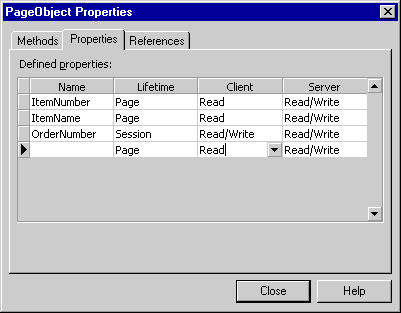 PageObject Properties
Methods Properties References
Defined properties:
Name Lifetime Client Server
ItemNumber Page Read Read/Write
ItemName Page Read Read/Write
OrderNumber Session Read/Write Read/Write
Page Read Read/Write
Close Help